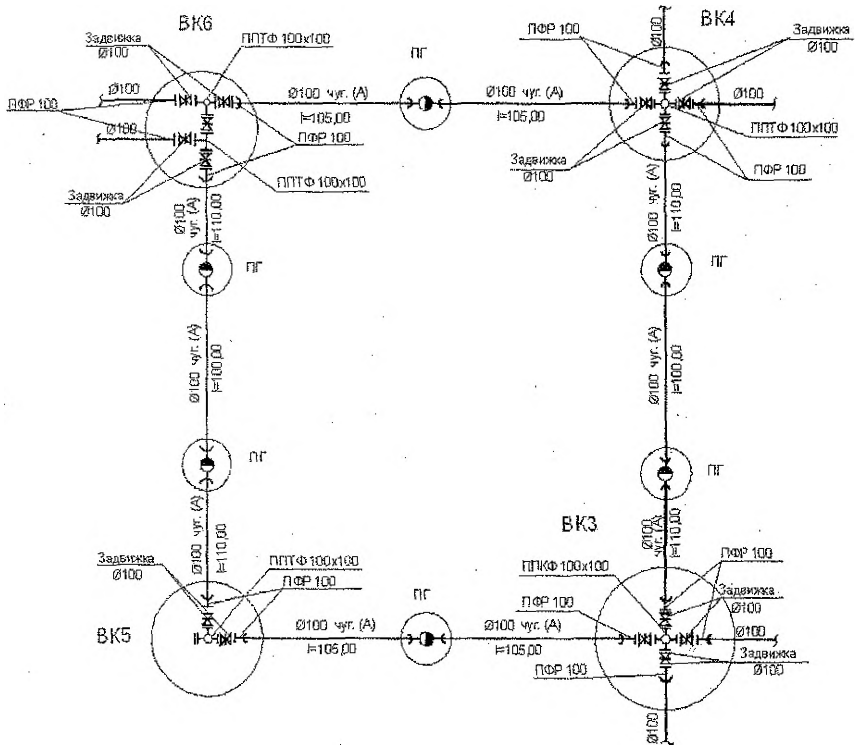 ВК6
Задвижка
Ø100
ППТФ 100х100
ПФР 100
Ø100
Ø100
Ø100 чуг. (А)
l=105,00
ПФР 100
ППТФ 100х100
Задвижка
Ø100
ПГ
Ø100 чуг. (А)
l=105,00
ВК4
ПФР 100
Ø100
Задвижка
Ø100
Ø100
ППТФ 100х100
Задвижка
Ø100
ПФР 100
Ø100
чуг. (А)
l=110,00
ПГ
Ø100 чуг. (А)
l=110,00
ПГ
Ø100 чуг. (А)
l=100,00
Ø100 чуг. (А)
l=100,00
ПГ
ПГ
Ø100 чуг. (А)
l=110,00
Ø100
чуг. (А)
l=110,00
ВК5
Задвижка
Ø100
ППТФ 100х100
ПФР 100
Ø100 чуг. (А)
l=105,00
ПГ
Ø100 чуг. (А)
l=105,00
ВК3
ППКФ 100х100
ПФР 100
ПФР 100
Задвижка
Ø100
Ø100
Задвижка
Ø100
ПФР 100
Ø100